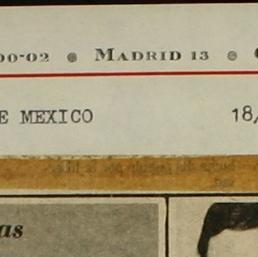 00-02 ● MADRID 13 ●
E MEXICO 18/
as